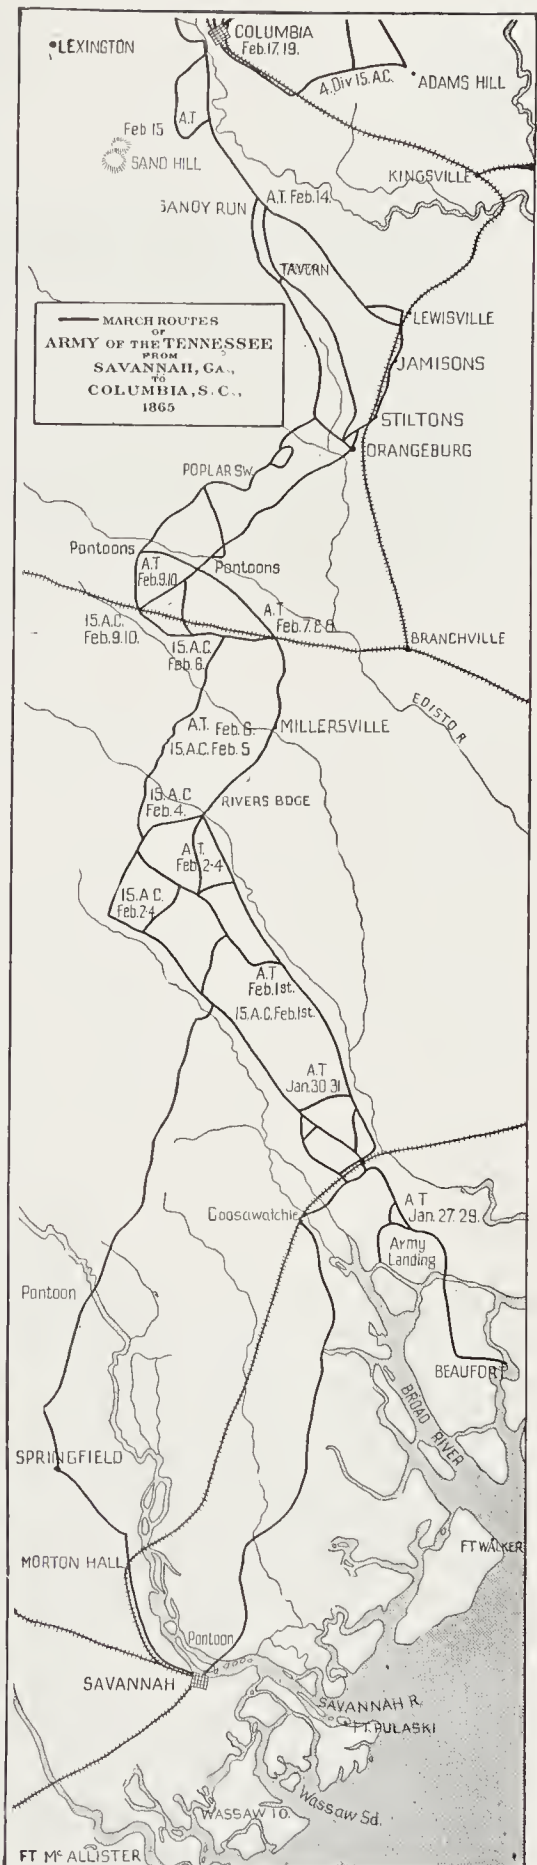 COLUMBIA
Feb.17,19.
LEXINGTON
4.Div 15.A.C.
ADAMS HILL
A.T
Feb 15
SAND HILL
KINGSVILLE
A.T. Feb.14.
SANDY RUN
TAVERN
LEWISVILLE
MARCH ROUTES
OF
ARMY OF THE TENNESSEE
FROM
SAVANNAH, GA.,
TO
COLUMBIA, S.C.,
1865
JAMISONS
STILTONS
ORANGEBURG
POPLAR SW.
Pontoons
Pontoons
A.T
Feb.9.10
15.A.C.
Feb.9.10.
A.T
Feb.7.& 8.
15.A.C.
Feb.6.
BRANCHVILLE
EDISTO R
A.T. Feb.6.
15.A.C. Feb.5
MILLERSVILLE
15.A.C
Feb.4.
RIVERS BDGE
A.T.
Feb.2-4
15.A.C.
Feb.2-4
A.T
Feb.1st.
15.A.C.Feb.1st.
A.T
Jan.30 31
A.T
Jan.27.29.
Coosawatchie
Army
Landing
Pontoon
BEAUFORT
BROAD RIVER
SPRINGFIELD
FT WALKER
MORTON HALL
Pontoon
SAVANNAH
SAVANNAH R
FT. PULASKI
Wassaw Sd.
WASSAW ID.
FT McALLISTER